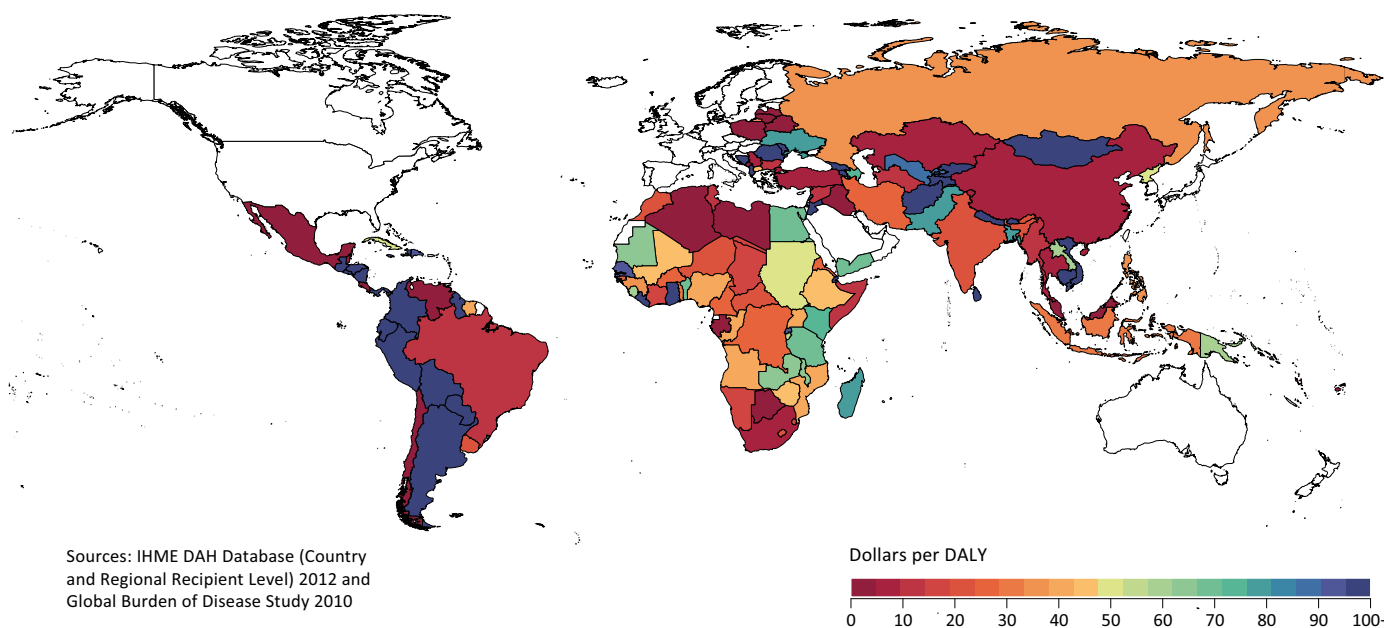 Sources: IHME DAH Database (Country
and Regional Recipient Level) 2012 and
Global Burden of Disease Study 2010
Dollars per DALY
0 10 20 30 40 50 60 70 80 90 100-